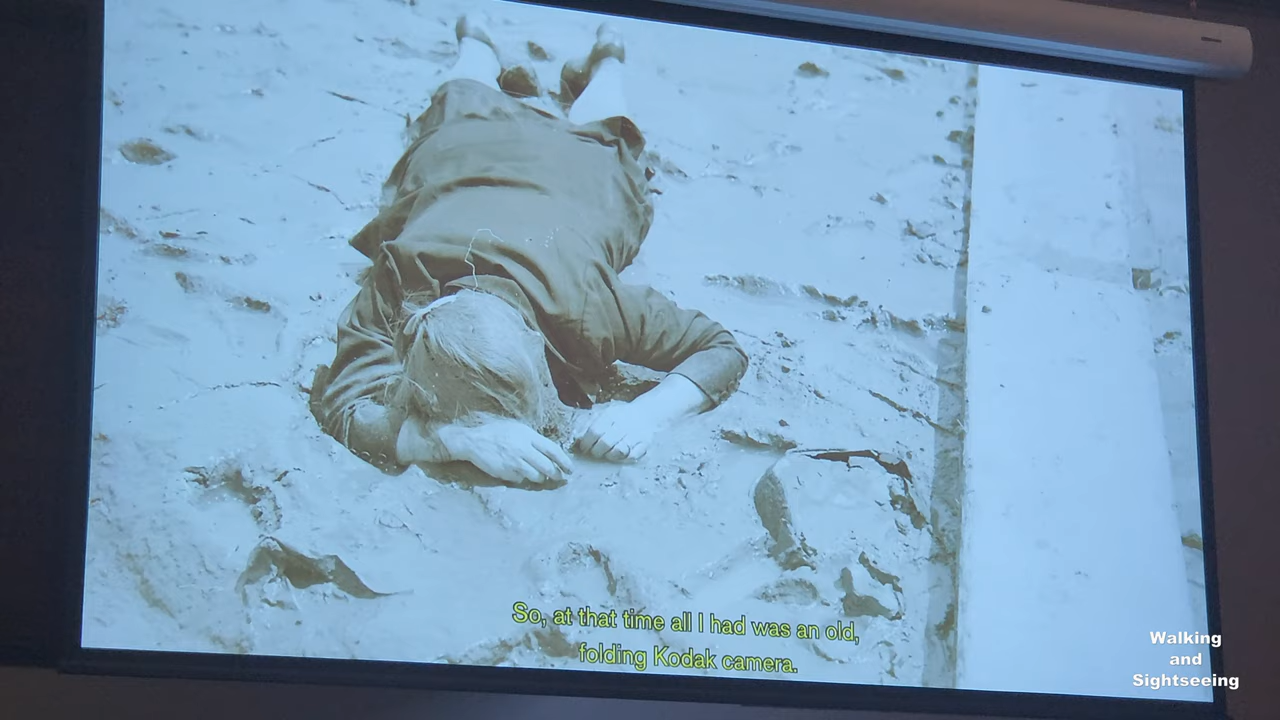 So, at that time all I had was an old,
folding Kodak camera.
Walking
and
Sightseeing